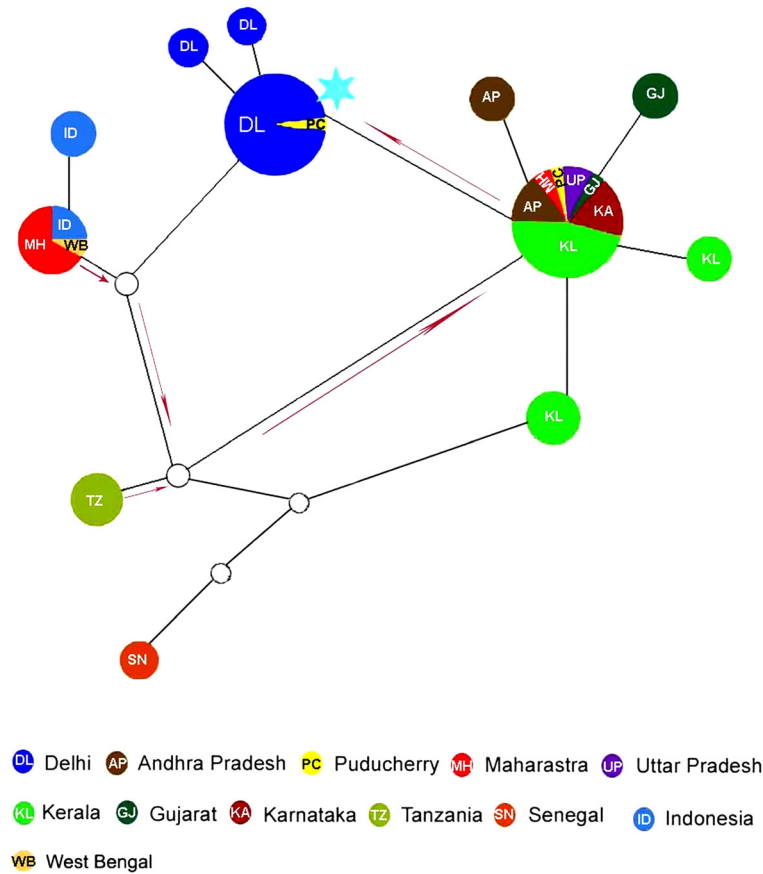 DL
DL
DL PC
AP
GJ
ID
ID
MH WB
MH PC UP GJ
AP KA
KL
KL
KL
TZ
SN
DL Delhi AP Andhra Pradesh PC Puducherry MH Maharastra UP Uttar Pradesh
KL Kerala GJ Gujarat KA Karnataka TZ Tanzania SN Senegal ID Indonesia
WB West Bengal